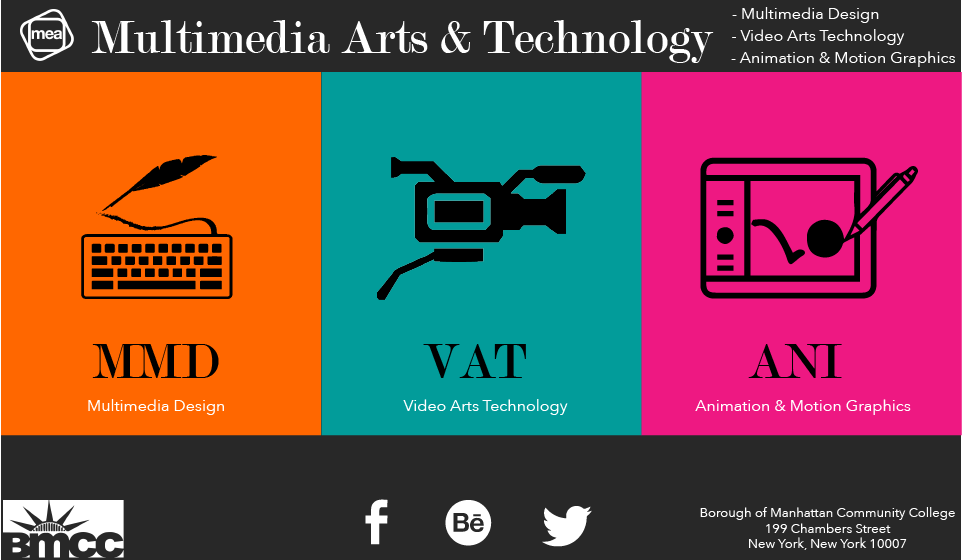 mea
Multimedia Arts & Technology
- Multimedia Design
- Video Arts Technology
- Animation & Motion Graphics
MMD
Multimedia Design
VAT
Video Arts Technology
ANI
Animation & Motion Graphics
BMCC
f
Bē
Borough of Manhattan Community College
199 Chambers Street
New York, New York 10007